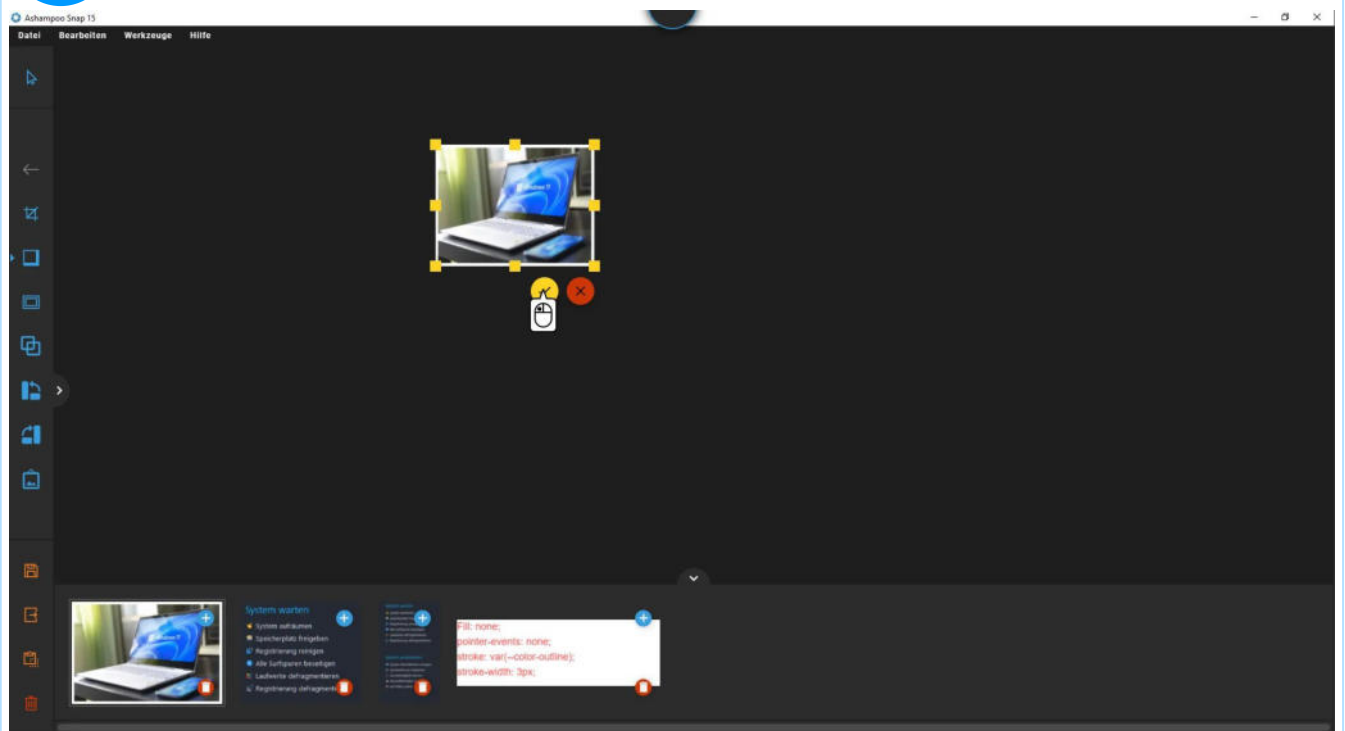 Ashampoo Snap 15
Datei Bearbeiten Werkzeuge Hilfe
System warten
System aufräumen
Speicherplatz freigeben
Registrierung reinigen
Alle Surfspuren beseitigen
Laufwerke defragmentieren
Registrierung defragmenti
Fill: none;
pointer-events: none;
stroke: var(--color-outline);
stroke-width: 3px;